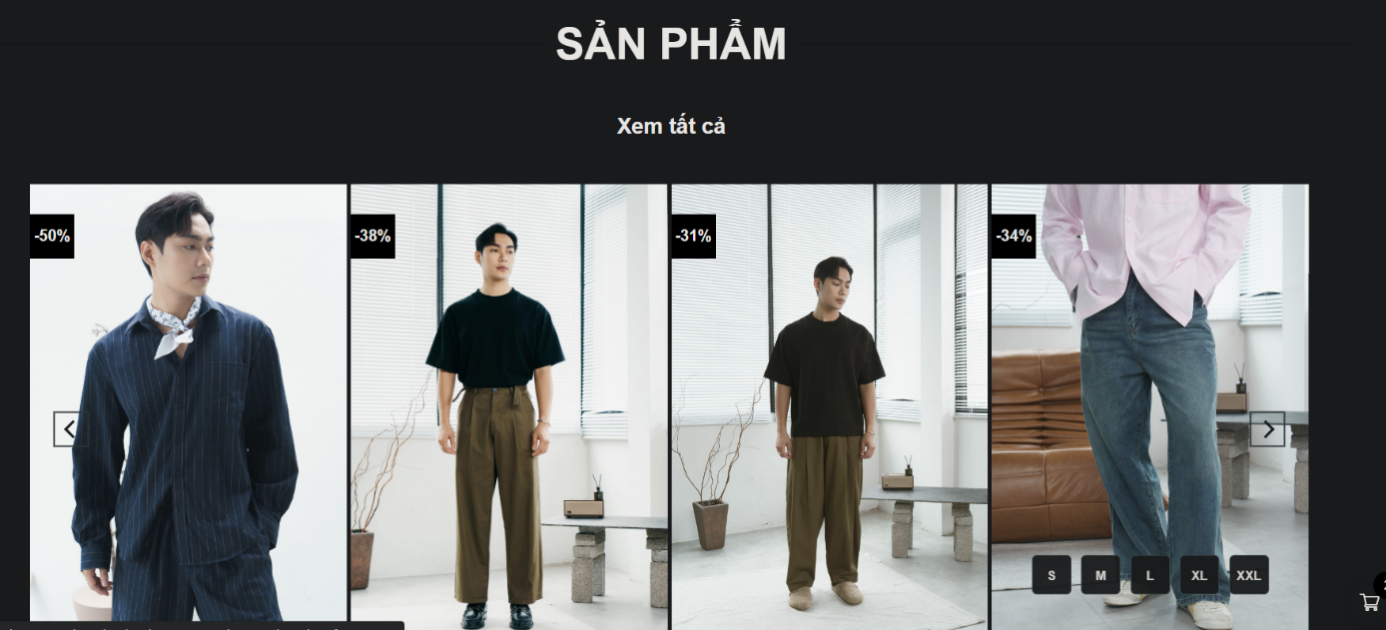 SẢN PHẨM
Xem tất cả
-50%
-38%
-31%
-34%
S M L XL XXL